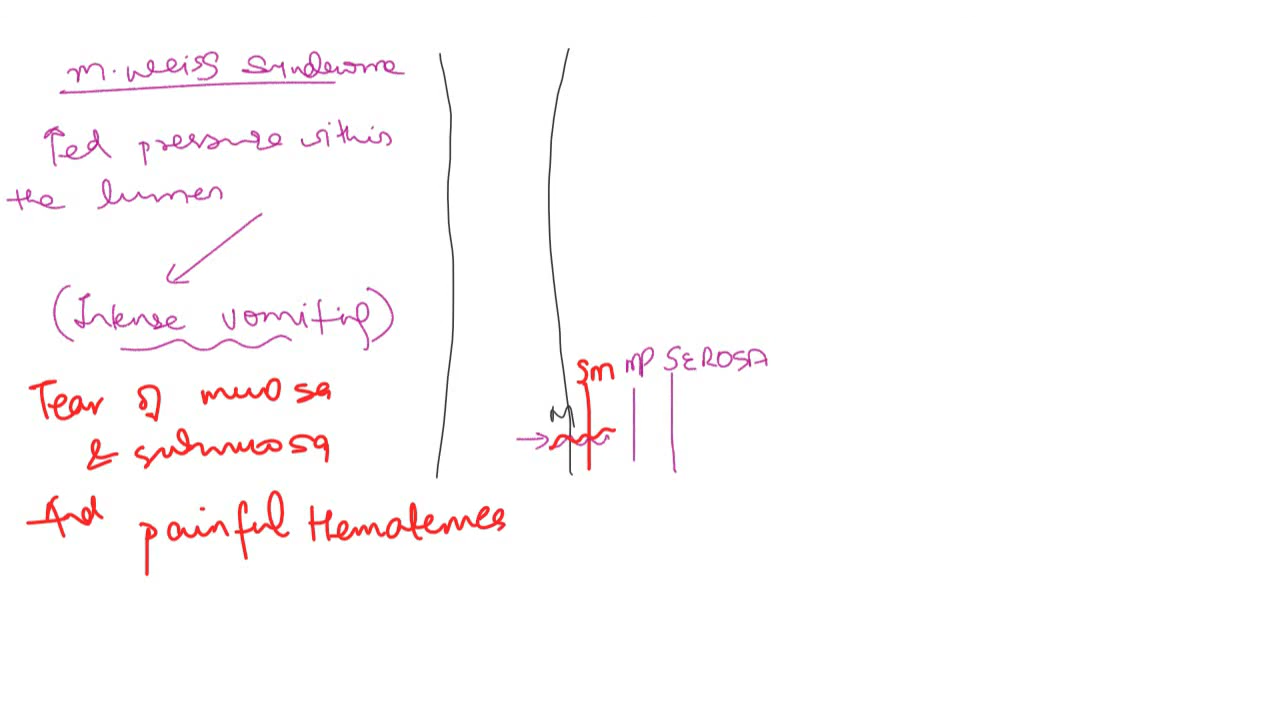 M. Weiss Syndrome
↑ed pressure within
the lumen
(Intense vomiting)
Tear of mucosa
& submucosa
And painful Hematemes
SM MP SEROSA
M